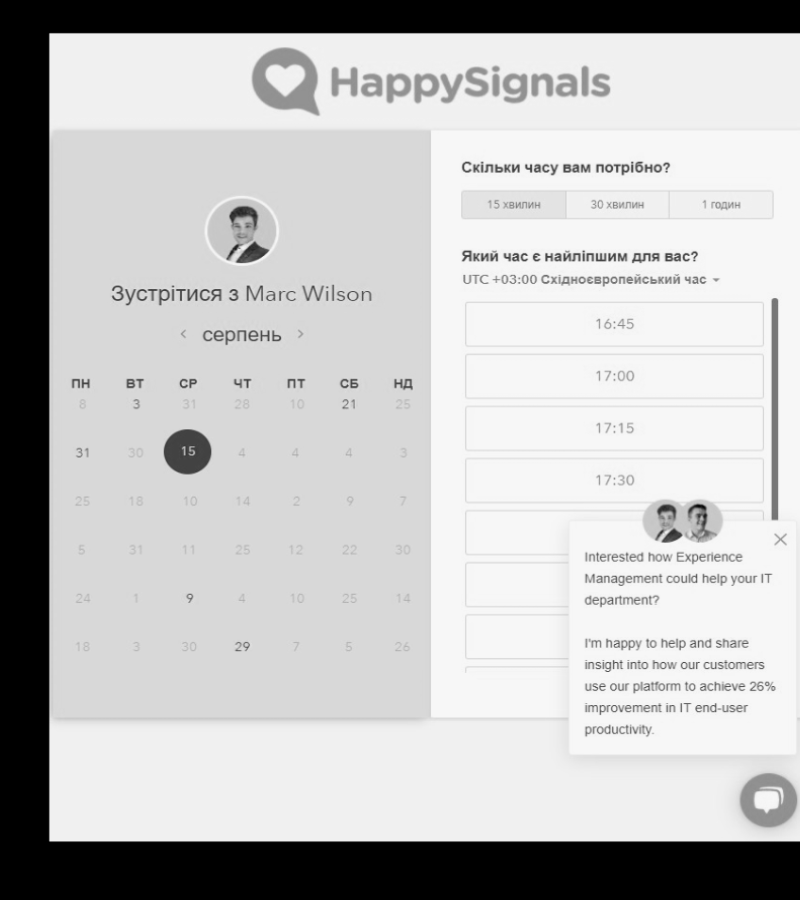 HappySignals
Зустрітися з Marc Wilson
серпень
ПН ВТ СР ЧТ ПТ СБ НД
8 3 31 28 10 21 25
31 30 15 4 4 4 3
25 18 10 14 2 9 7
5 31 11 25 12 22 30
24 1 9 4 10 25 14
18 3 30 29 7 5 26
Скільки часу вам потрібно?
15 хвилин 30 хвилин 1 годин
Який час є найліпшим для вас?
UTC +03:00 Східноєвропейський час
16:45
17:00
17:15
17:30
Interested how Experience
Management could help your IT
department?
I'm happy to help and share
insight into how our customers
use our platform to achieve 26%
improvement in IT end-user
productivity.